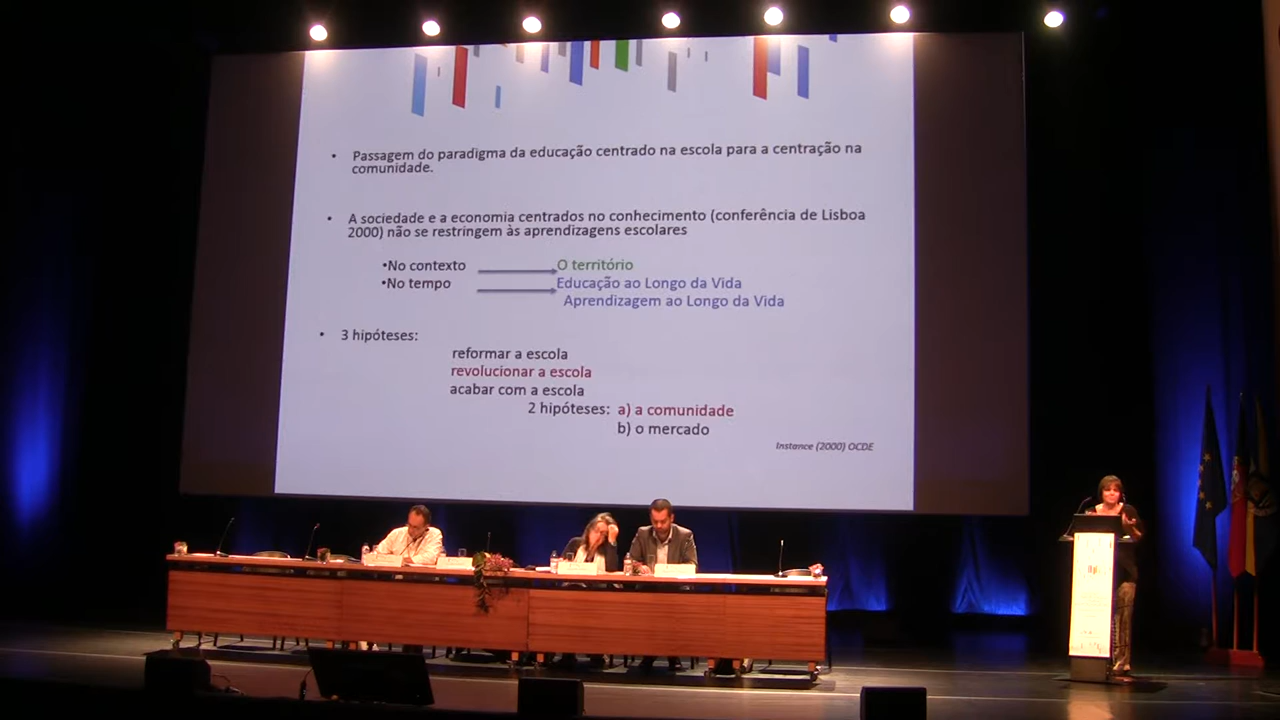 • Passagem do paradigma da educação centrado na escola para a centração na
comunidade.
• A sociedade e a economia centrados no conhecimento (conferência de Lisboa
2000) não se restringem às aprendizagens escolares
•No contexto O território
•No tempo Educação ao Longo da Vida
Aprendizagem ao Longo da Vida
• 3 hipóteses:
reformar a escola
revolucionar a escola
acabar com a escola
2 hipóteses: a) a comunidade
b) o mercado
Instance (2000) OCDE